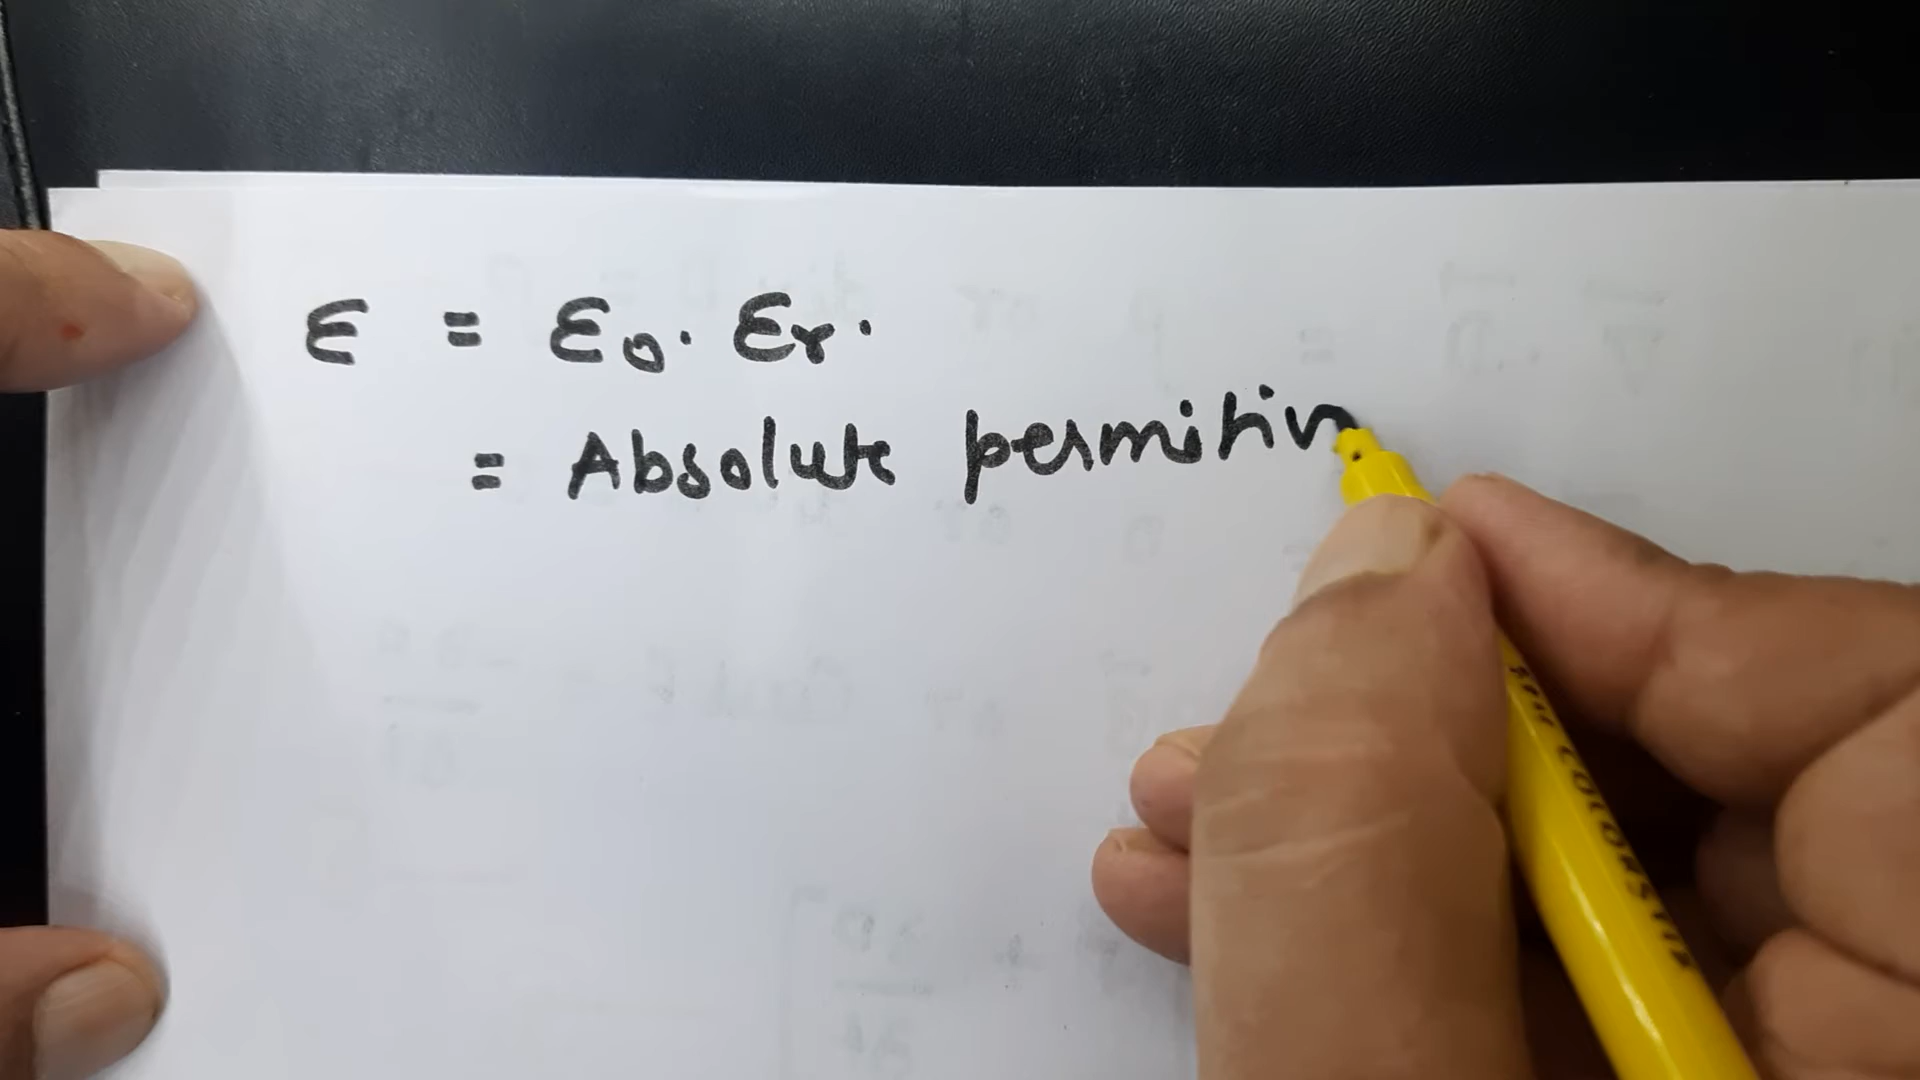 ε = ε₀. εr.
= Absolute permitiv